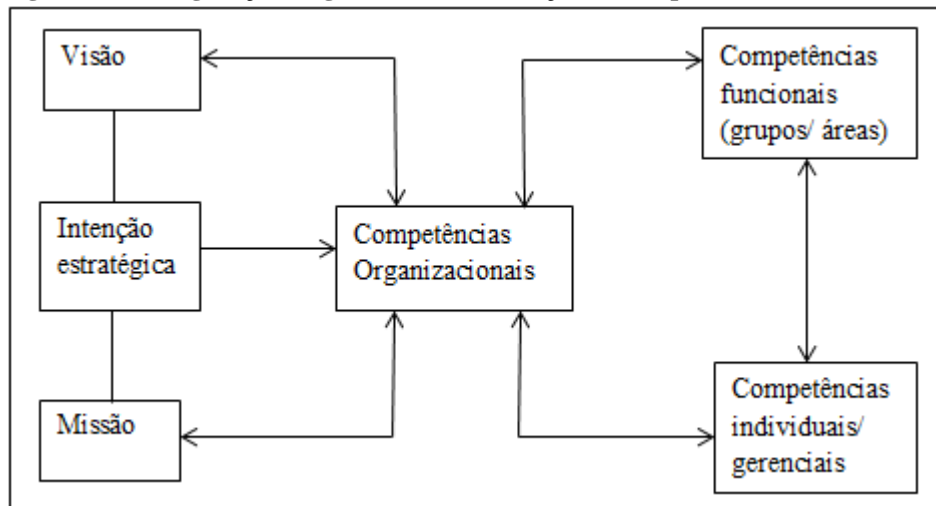 Visão
Intenção
estratégica
Missão
Competências
Organizacionais
Competências
funcionais
(grupos/ áreas)
Competências
individuais/
gerenciais